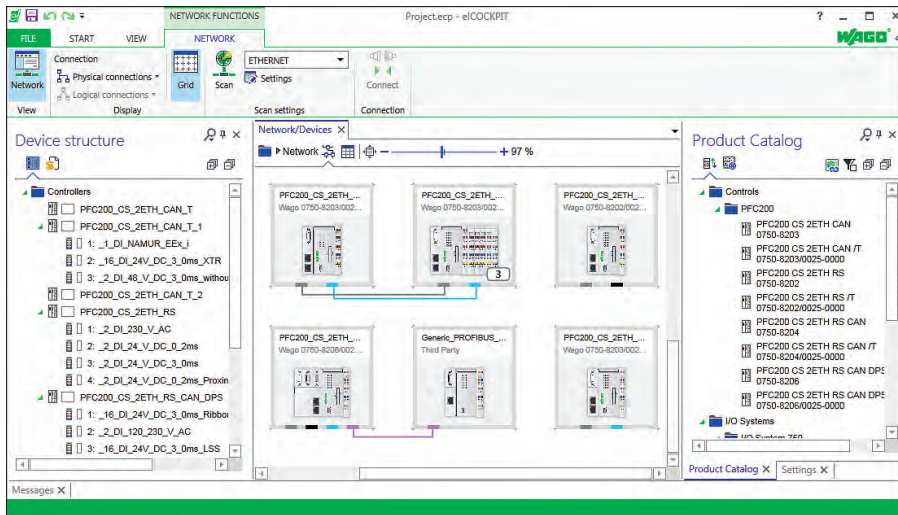 NETWORK FUNCTIONS
Project.ecp - e!COCKPIT
?
FILE
START
VIEW
NETWORK
WAGO
Network
Connection
Physical connections
Logical connections
Grid
Scan
ETHERNET
Settings
Connect
View
Display
Scan settings
Connection
Device structure
Controllers
PFC200_CS_2ETH_CAN_T
PFC200_CS_2ETH_CAN_T_1
1: _1_DI_NAMUR_EEx_i
2: _16_DI_24V_DC_3_0ms_XTR
3: _2_DI_48_V_DC_3_0ms_withou
PFC200_CS_2ETH_CAN_T_2
PFC200_CS_2ETH_RS
1: _2_DI_230_V_AC
2: _2_DI_24_V_DC_0_2ms
3: _2_DI_24_V_DC_3_0ms
4: _2_DI_24_V_DC_0_2ms_Proxin
PFC200_CS_2ETH_RS_CAN_DPS
1: _16_DI_24V_DC_3_0ms_Ribbo
2: _2_DI_120_230_V_AC
3: _16_DI_24V_DC_3_0ms_LSS
Network/Devices
Network
97 %
PFC200_CS_2ETH_...
Wago 0750-8203/002...
PFC200_CS_2ETH_...
Wago 0750-8203/002...
3
PFC200_CS_2ETH_...
Wago 0750-8202/002...
PFC200_CS_2ETH_...
Wago 0750-8206/002...
Generic_PROFIBUS_...
Third Party
PFC200_CS_2ETH_...
Wago 0750-8203/002...
Product Catalog
Controls
PFC200
PFC200 CS 2ETH CAN
0750-8203
PFC200 CS 2ETH CAN /T
0750-8203/0025-0000
PFC200 CS 2ETH RS
0750-8202
PFC200 CS 2ETH RS /T
0750-8202/0025-0000
PFC200 CS 2ETH RS CAN
0750-8204
PFC200 CS 2ETH RS CAN /T
0750-8204/0025-0000
PFC200 CS 2ETH RS CAN DPS
0750-8206
PFC200 CS 2ETH RS CAN DPS
0750-8206/0025-0000
I/O Systems
I/O System 750
Product Catalog
Settings
Messages